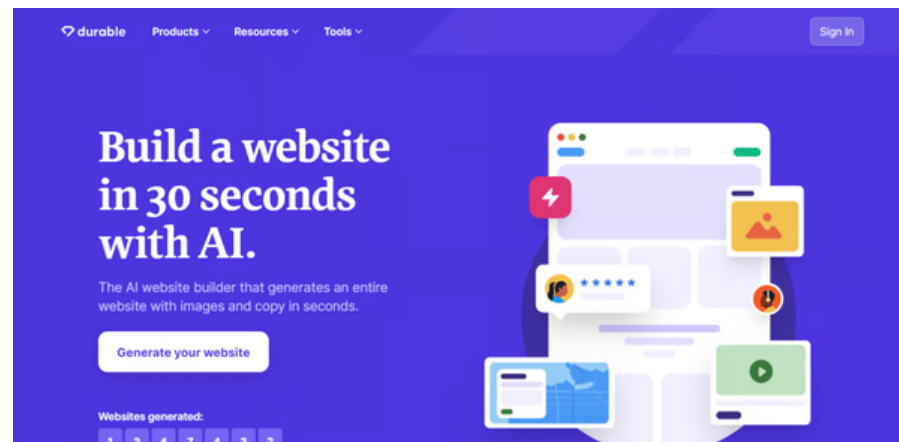 durable Products Resources Tools Sign In
Build a website
in 30 seconds
with AI.
The AI website builder that generates an entire
website with images and copy in seconds.
Generate your website
Websites generated: